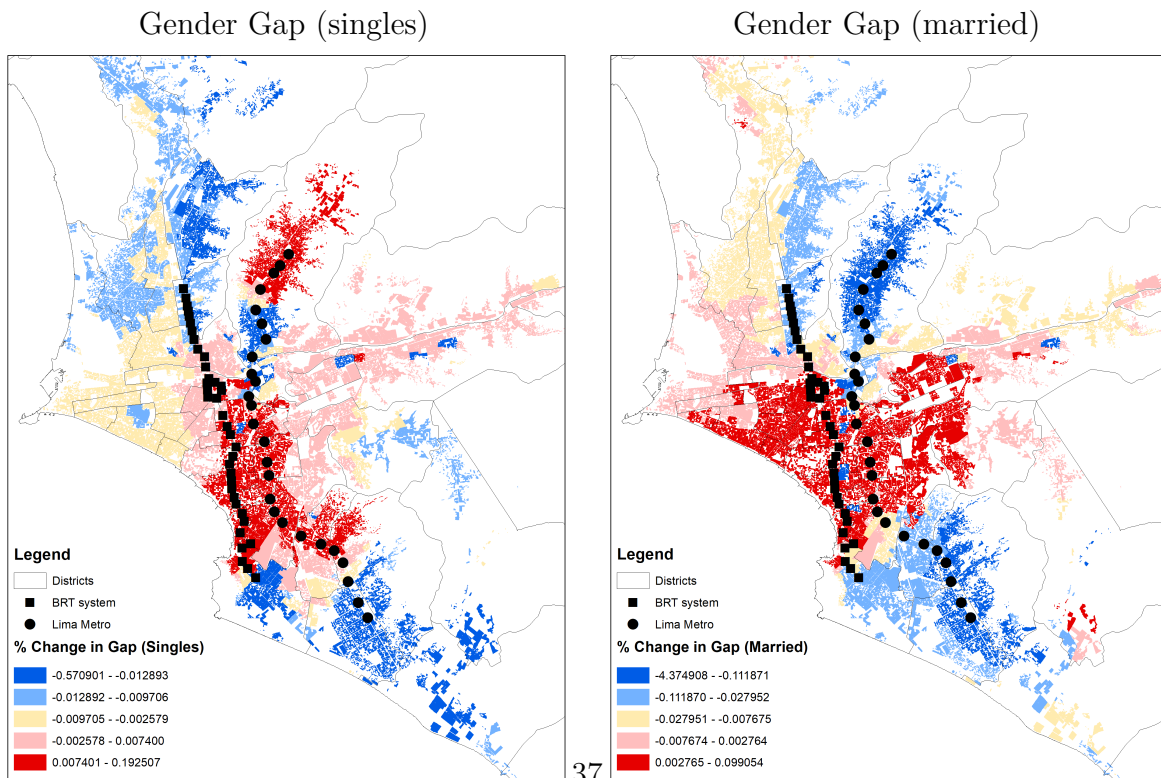 Gender Gap (singles)
Gender Gap (married)
Legend
Districts
BRT system
Lima Metro
% Change in Gap (Singles)
-0.570901 - -0.012893
-0.012892 - -0.009706
-0.009705 - -0.002579
-0.002578 - 0.007400
0.007401 - 0.192507
37
Legend
Districts
BRT system
Lima Metro
% Change in Gap (Married)
-4.374908 - -0.111871
-0.111870 - -0.027952
-0.027951 - -0.007675
-0.007674 - 0.002764
0.002765 - 0.099054